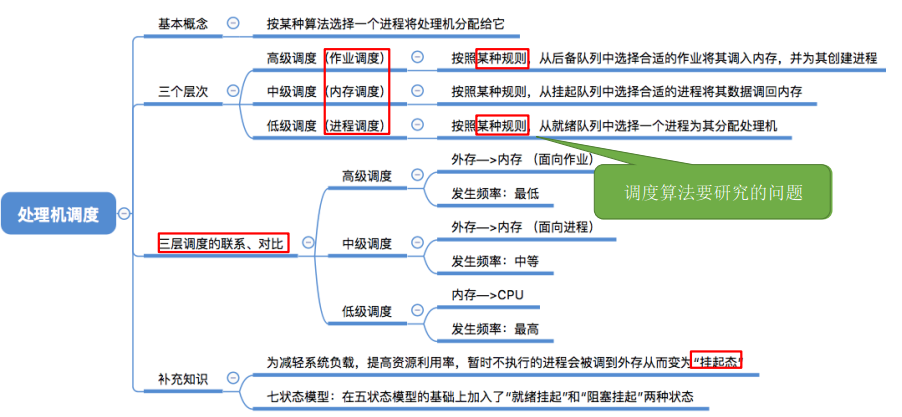 处理机调度
基本概念
按某种算法选择一个进程将处理机分配给它
三个层次
高级调度（作业调度）
按照某种规则，从后备队列中选择合适的作业将其调入内存，并为其创建进程
中级调度（内存调度）
按照某种规则，从挂起队列中选择合适的进程将其数据调回内存
低级调度（进程调度）
按照某种规则，从就绪队列中选择一个进程为其分配处理机
调度算法要研究的问题
三层调度的联系、对比
高级调度
外存—>内存 （面向作业）
发生频率：最低
中级调度
外存—>内存 （面向进程）
发生频率：中等
低级调度
内存—>CPU
发生频率：最高
补充知识
为减轻系统负载，提高资源利用率，暂时不执行的进程会被调到外存从而变为“挂起态”
七状态模型：在五状态模型的基础上加入了“就绪挂起”和“阻塞挂起”两种状态